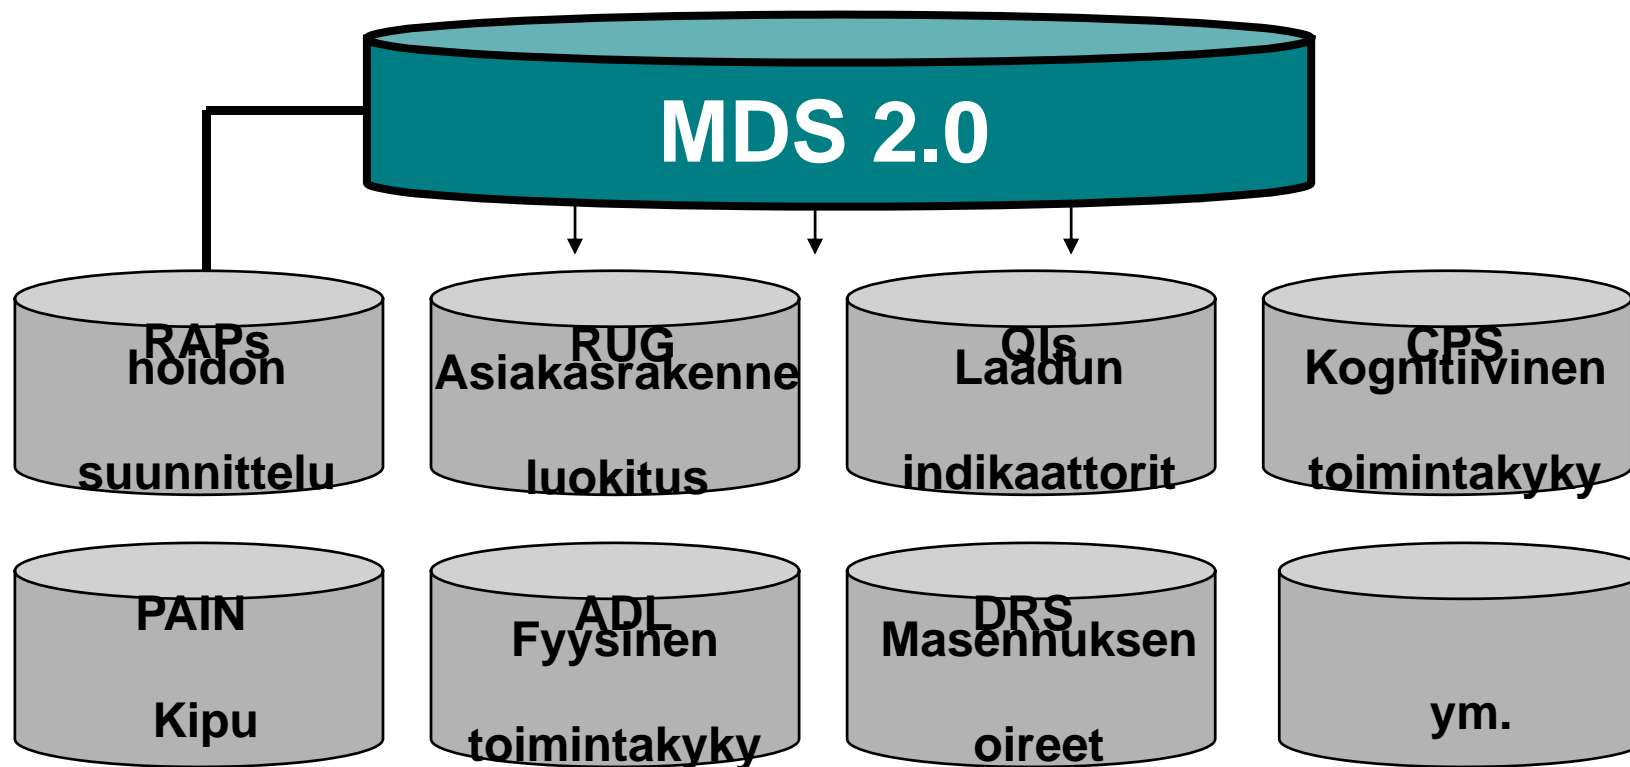 MDS 2.0
RAPs
hoidon
suunnittelu
RUG
Asiakasrakenne
luokitus
QIs
Laadun
indikaattorit
CPS
Kognitiivinen
toimintakyky
PAIN
Kipu
ADL
Fyysinen
toimintakyky
DRS
Masennuksen
oireet
ym.